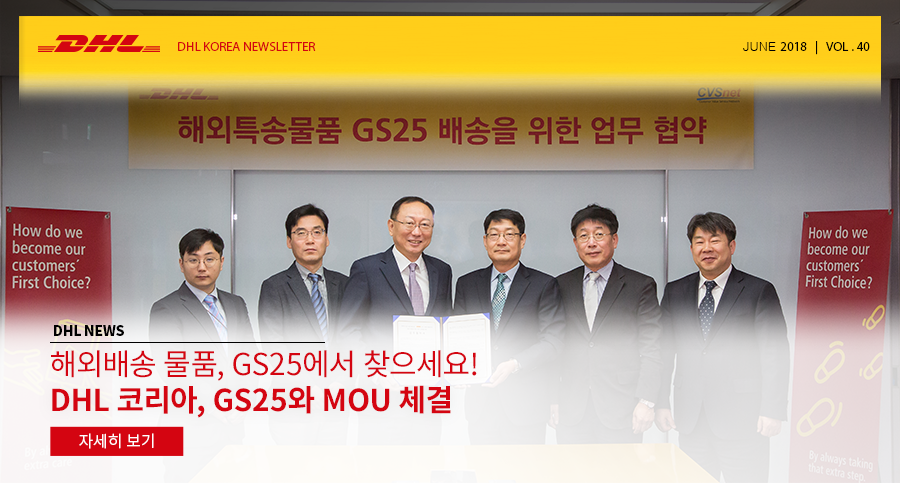 DHL
DHL KOREA NEWSLETTER
JUNE 2018 | VOL . 40
DHL
CVSnet
해외특송물품 GS25 배송을 위한 업무 협약
How do we
become our
customers'
First Choice?
How do we
become our
customers'
First Choice?
DHL NEWS
해외배송 물품, GS25에서 찾으세요!
DHL 코리아, GS25와 MOU 체결
자세히 보기
extra step.
By always taking
that extra step.